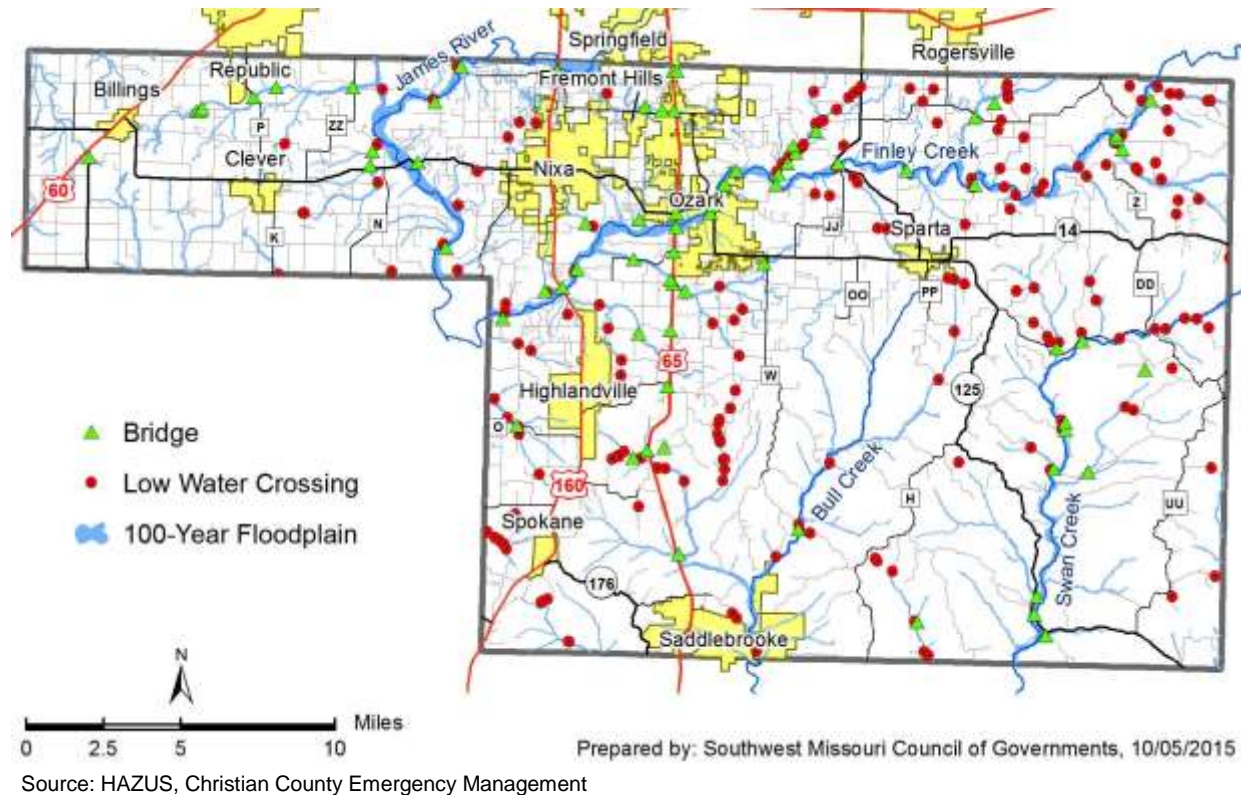 Springfield
Rogersville
James River
Republic
Fremont Hills
Billings
P
ZZ
Clever
Finley Creek
Nixa
60
Ozark
Z
N
K
JJ
Sparta
14
DD
OO
PP
65
W
Highlandville
125
Bridge
O
Low Water Crossing
160
Bull Creek
H
UU
Spokane
100-Year Floodplain
Swan Creek
176
Saddlebrooke
N
Miles
0 2.5 5 10
Prepared by: Southwest Missouri Council of Governments, 10/05/2015
Source: HAZUS, Christian County Emergency Management